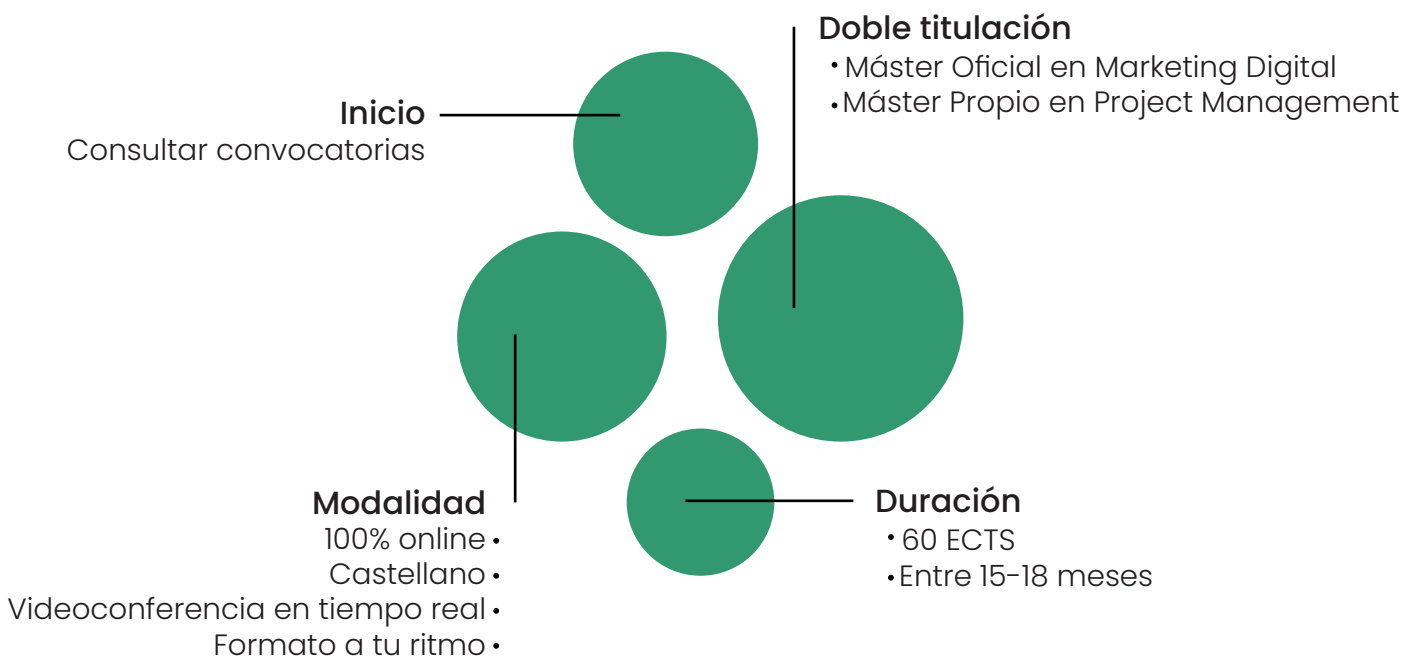 Doble titulación
• Máster Oficial en Marketing Digital
• Máster Propio en Project Management
Inicio
Consultar convocatorias
Modalidad
100% online •
Castellano •
Videoconferencia en tiempo real •
Formato a tu ritmo •
Duración
• 60 ECTS
• Entre 15-18 meses